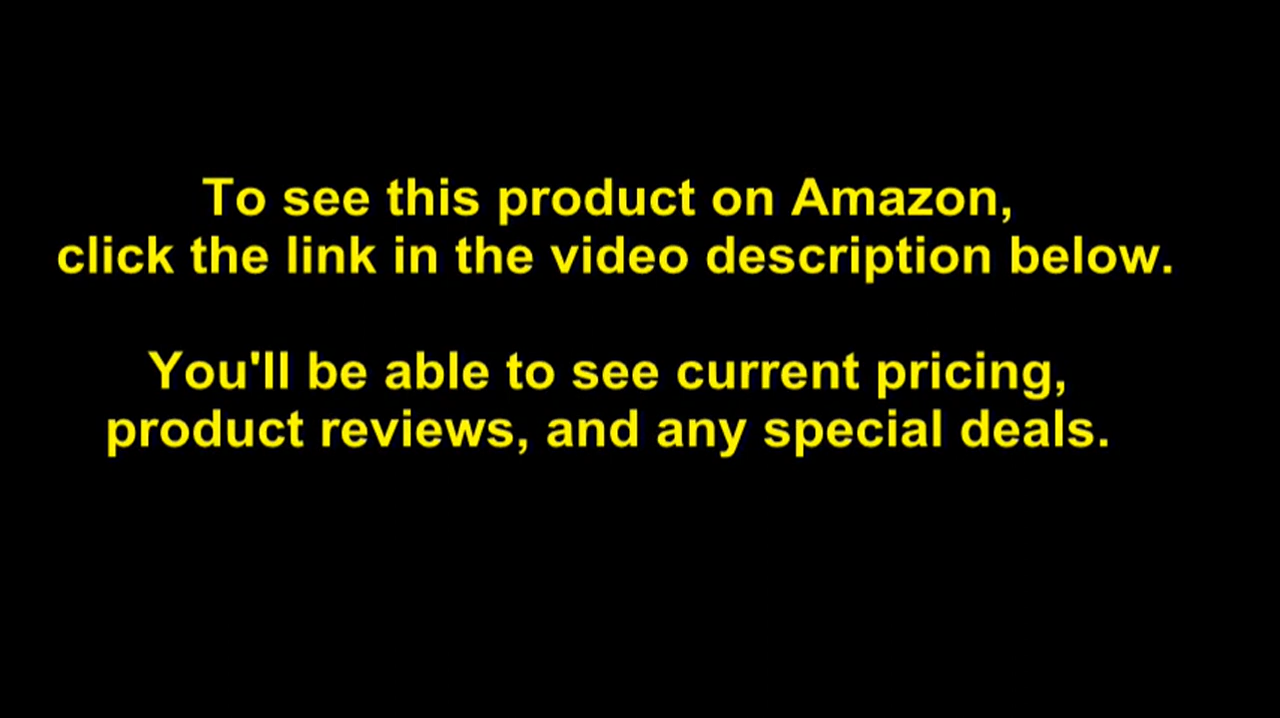 To see this product on Amazon,
click the link in the video description below.
You'll be able to see current pricing,
product reviews, and any special deals.